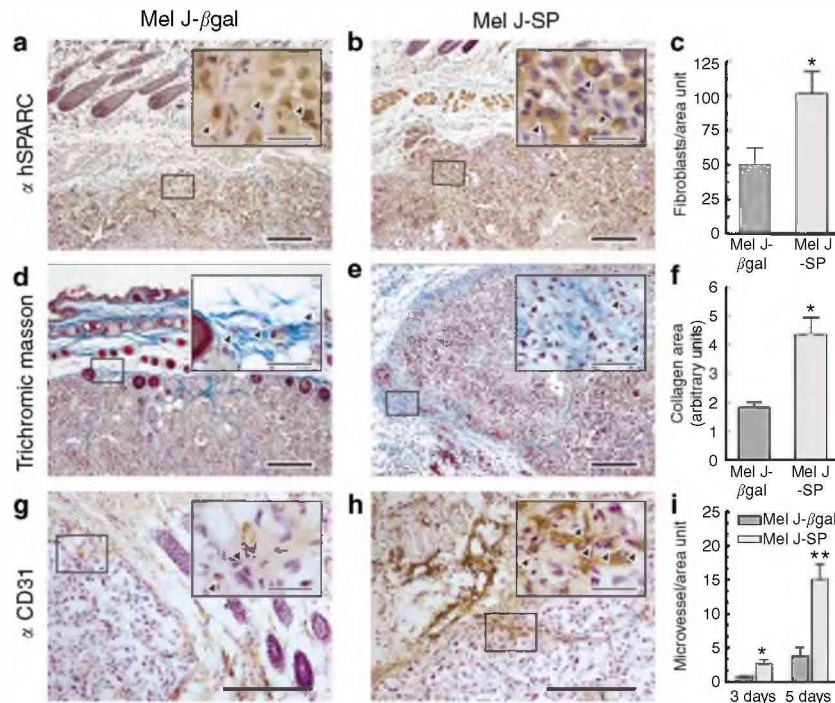 Mel J-βgal
Mel J-SP
a
b
c
α hSPARC
Fibroblasts/area unit
125
100
75
50
25
0
*
Mel J-
βgal
Mel J
-SP
d
e
f
Trichromic masson
Collagen area
(arbitrary units)
6
5
4
3
2
1
0
*
Mel J-
βgal
Mel J
-SP
g
h
i
α CD31
Microvessel/area unit
25
20
15
10
5
0
Mel J-βgal
Mel J-SP
*
**
3 days
5 days